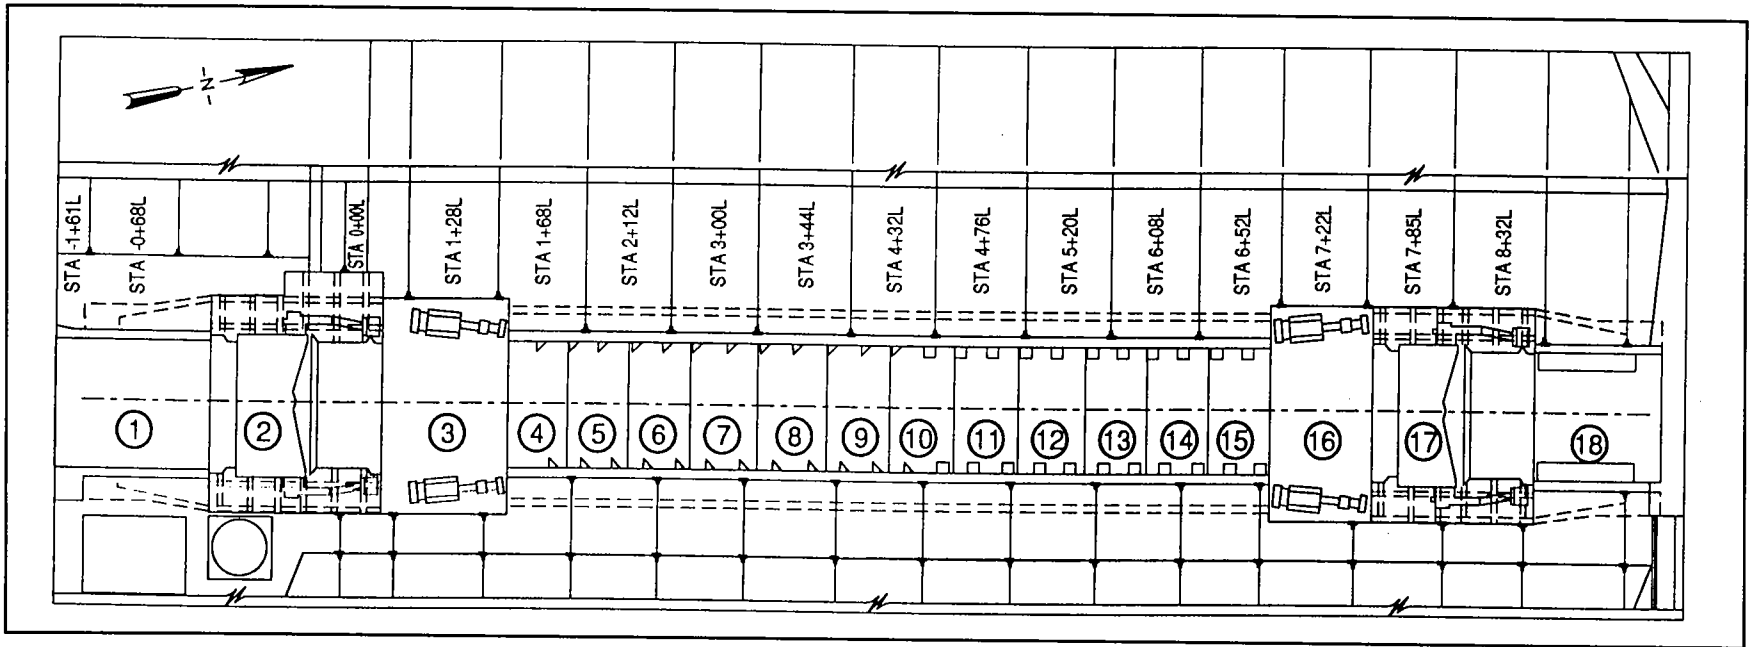 N
STA -1+61L
STA -0+68L
STA 0+00L
STA 1+28L
STA 1+68L
STA 2+12L
STA 3+00L
STA 3+44L
STA 4+32L
STA 4+76L
STA 5+20L
STA 6+08L
STA 6+52L
STA 7+22L
STA 7+85L
STA 8+32L
1
2
3
4
5
6
7
8
9
10
11
12
13
14
15
16
17
18